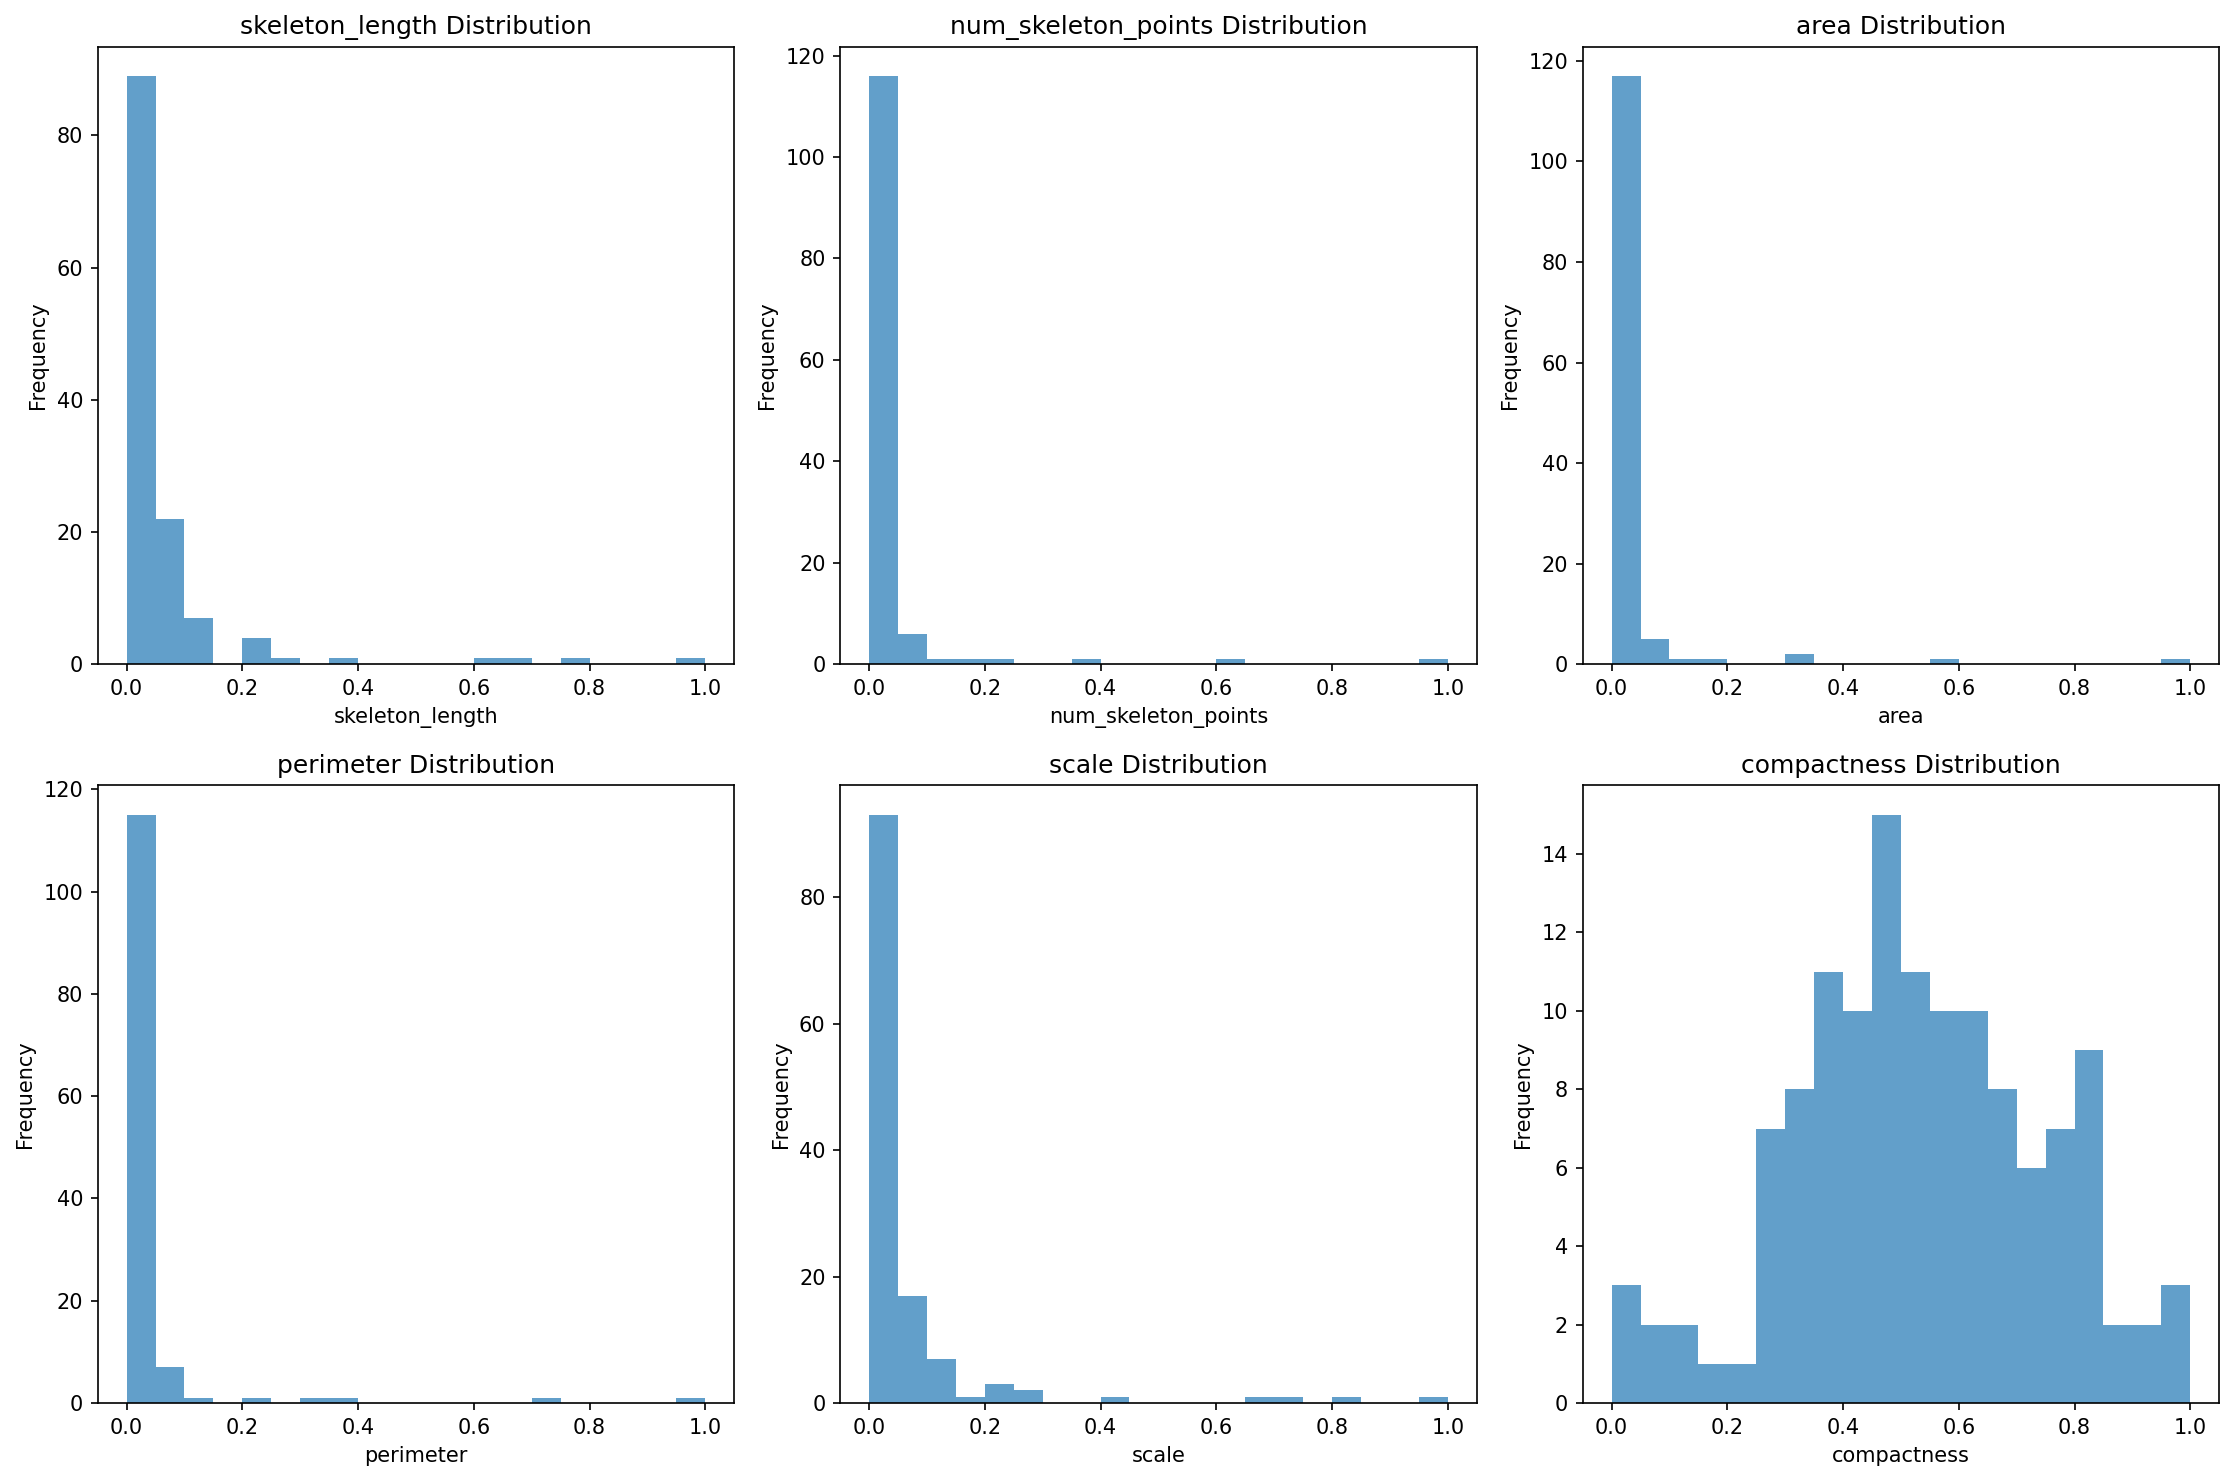 skeleton_length Distribution
Frequency
80
60
40
20
0
0.0 0.2 0.4 0.6 0.8 1.0
skeleton_length
num_skeleton_points Distribution
Frequency
120
100
80
60
40
20
0
0.0 0.2 0.4 0.6 0.8 1.0
num_skeleton_points
area Distribution
Frequency
120
100
80
60
40
20
0
0.0 0.2 0.4 0.6 0.8 1.0
area
perimeter Distribution
Frequency
120
100
80
60
40
20
0
0.0 0.2 0.4 0.6 0.8 1.0
perimeter
scale Distribution
Frequency
80
60
40
20
0
0.0 0.2 0.4 0.6 0.8 1.0
scale
compactness Distribution
Frequency
14
12
10
8
6
4
2
0
0.0 0.2 0.4 0.6 0.8 1.0
compactness